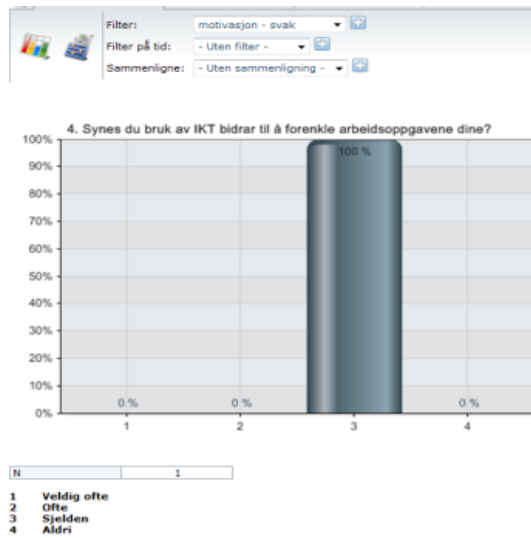 Filter: motivasjon - svak
Filter på tid: - Uten filter -
Sammenligne: - Uten sammenligning -
4. Synes du bruk av IKT bidrar til å forenkle arbeidsoppgavene dine?
100%
90%
80%
70%
60%
50%
40%
30%
20%
10%
0%
0 % 0 % 100 % 0 %
1 2 3 4
N 1
1 Veldig ofte
2 Ofte
3 Sjelden
4 Aldri